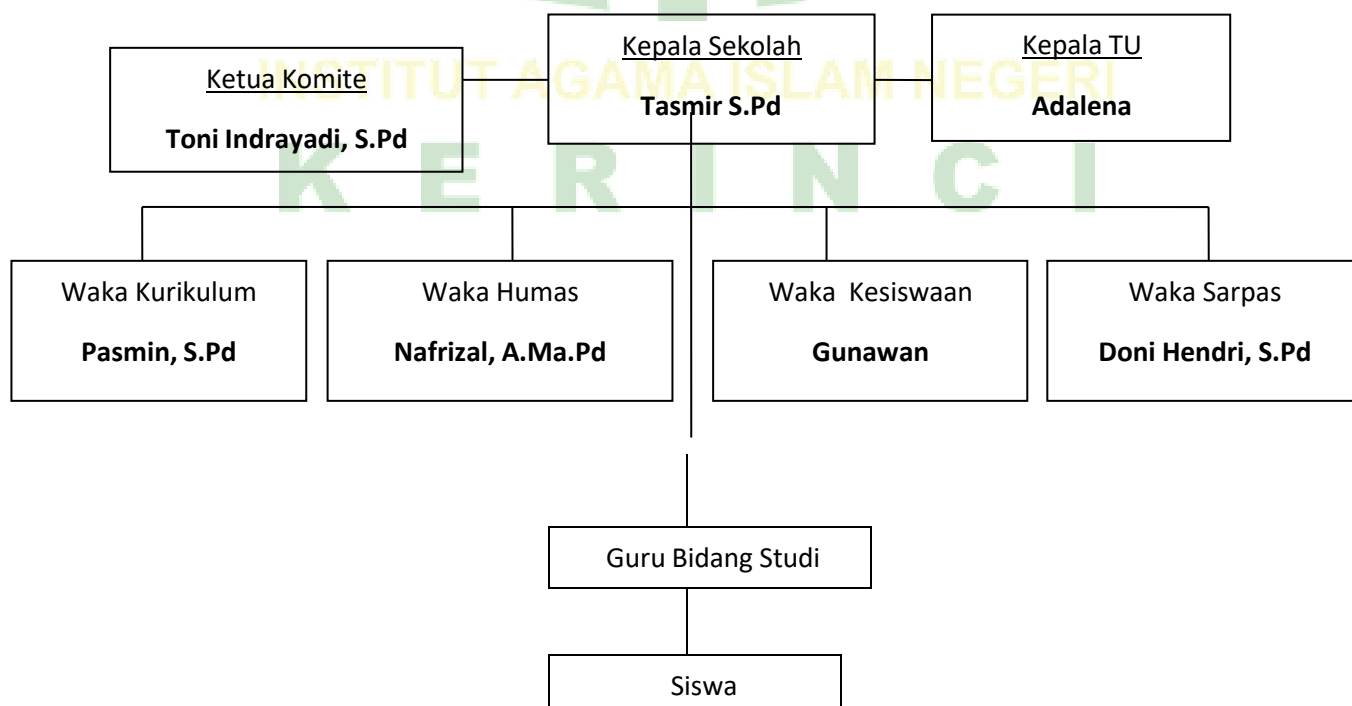 Kepala Sekolah
Tasmir S.Pd
Kepala TU
Adalena
Ketua Komite
Toni Indrayadi, S.Pd
INSTITUT AGAMA ISLAM NEGERI
KERINCI
Waka Kurikulum
Pasmin, S.Pd
Waka Humas
Nafrizal, A.Ma.Pd
Waka Kesiswaan
Gunawan
Waka Sarpas
Doni Hendri, S.Pd
Guru Bidang Studi
Siswa